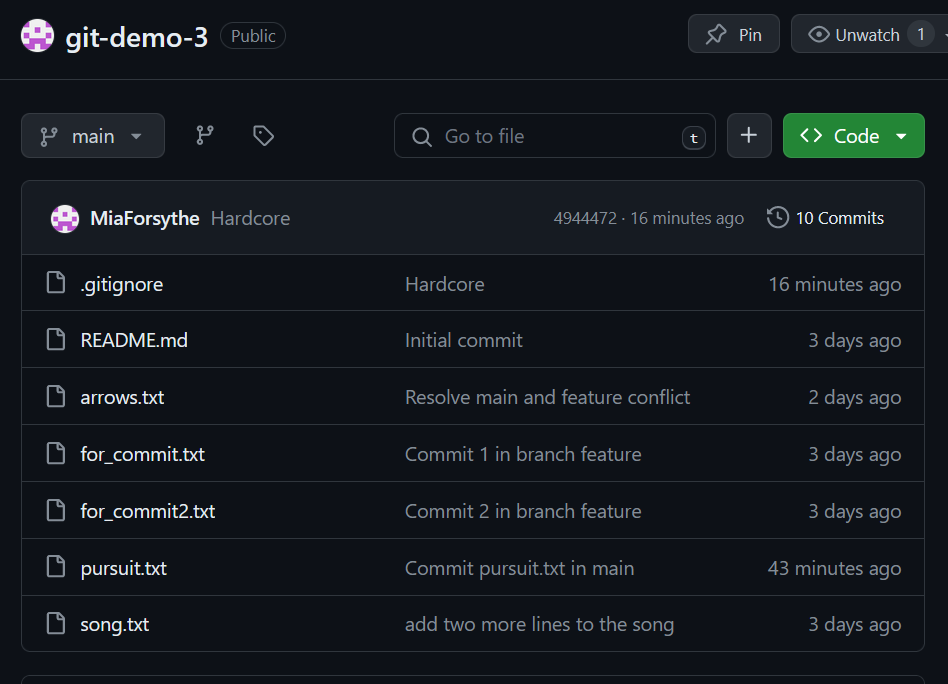 git-demo-3 Public Pin Unwatch 1
main Go to file t + Code
MiaForsythe Hardcore 4944472 · 16 minutes ago 10 Commits
.gitignore Hardcore 16 minutes ago
README.md Initial commit 3 days ago
arrows.txt Resolve main and feature conflict 2 days ago
for_commit.txt Commit 1 in branch feature 3 days ago
for_commit2.txt Commit 2 in branch feature 3 days ago
pursuit.txt Commit pursuit.txt in main 43 minutes ago
song.txt add two more lines to the song 3 days ago